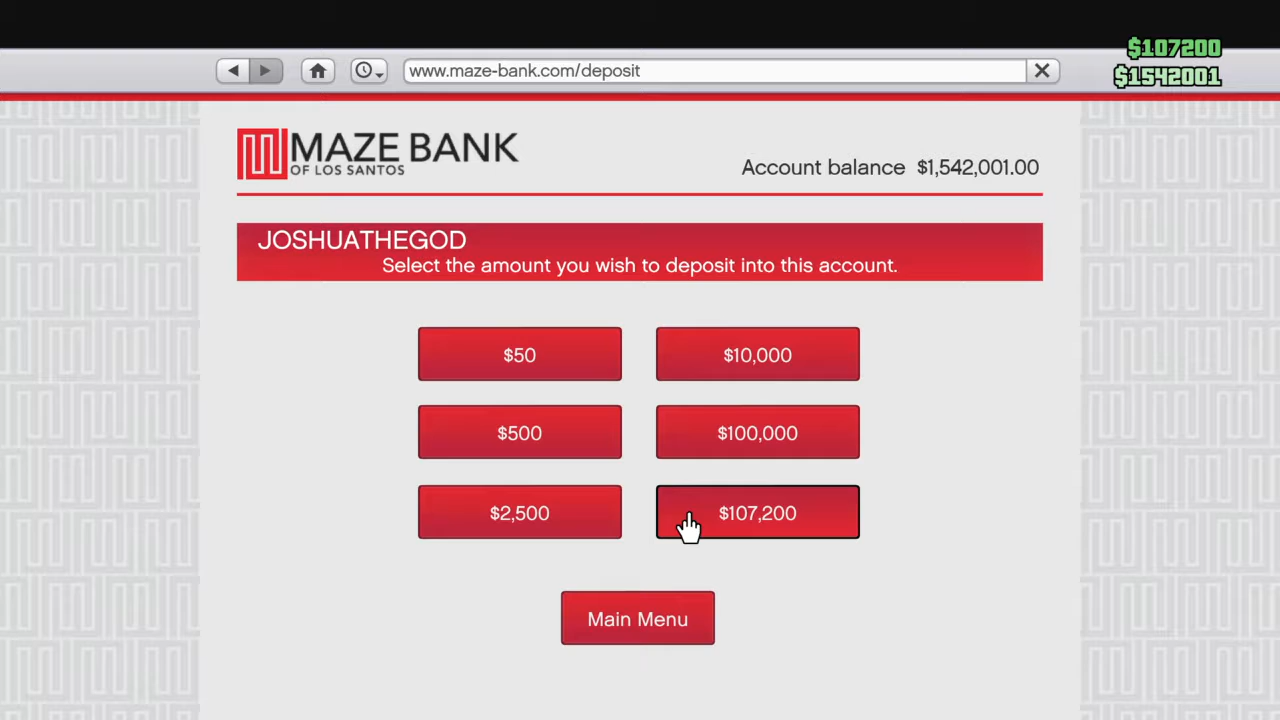 $107200
www.maze-bank.com/deposit
$1542001
MAZE BANK
OF LOS SANTOS
Account balance $1,542,001.00
JOSHUATHEGOD
Select the amount you wish to deposit into this account.
$50
$10,000
$500
$100,000
$2,500
$107,200
Main Menu